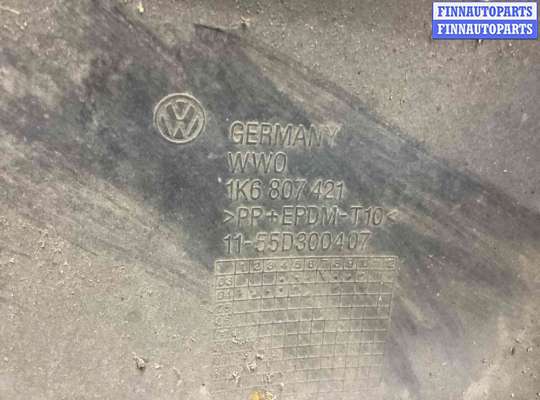 FINNAUTOPARTS
FINNAUTOPARTS
GERMANY
WWO
1K6 807 421
>PP+EPDM-T10<
11-55D300407